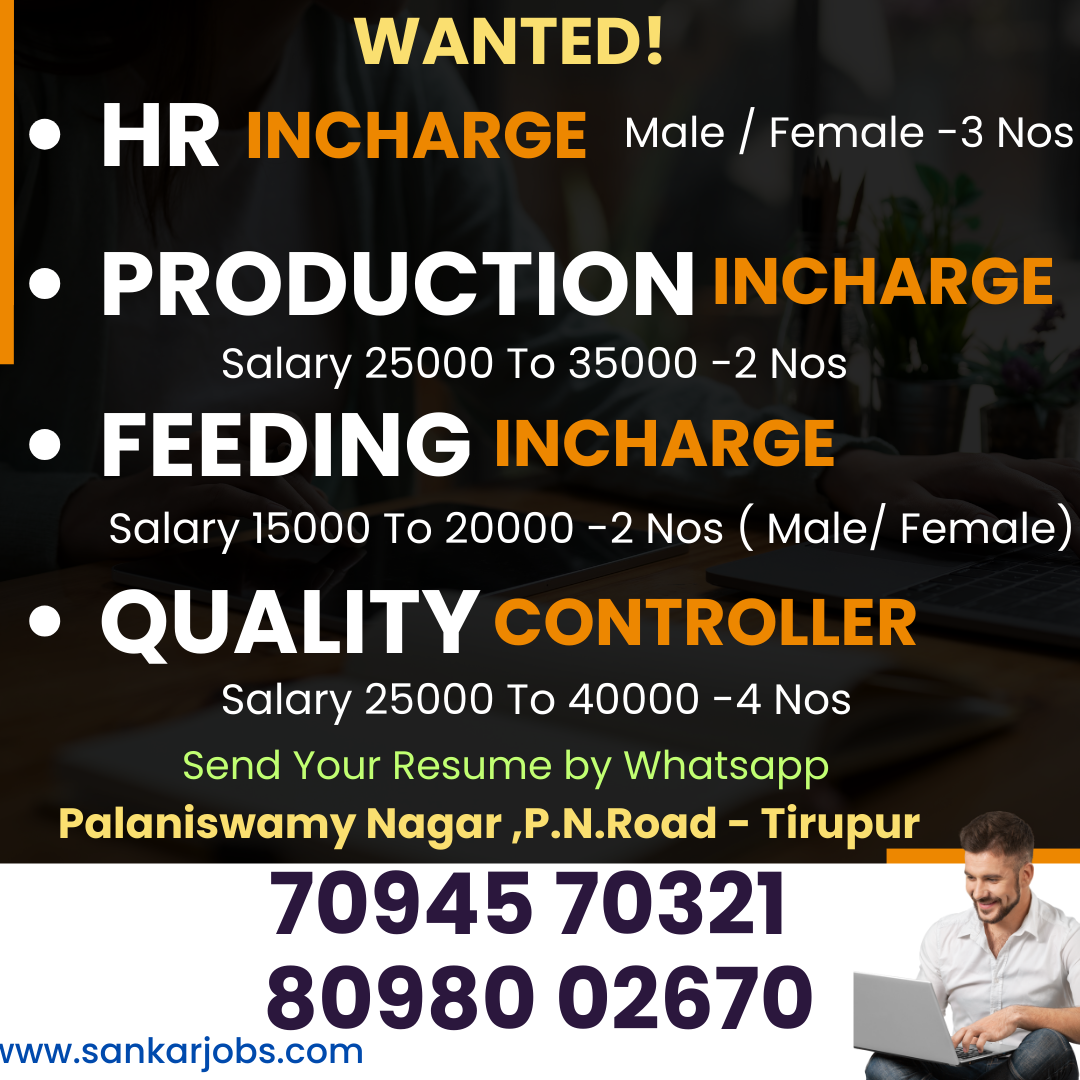 WANTED!
• HR INCHARGE Male / Female -3 Nos
• PRODUCTION INCHARGE
Salary 25000 To 35000 -2 Nos
• FEEDING INCHARGE
Salary 15000 To 20000 -2 Nos ( Male/ Female)
• QUALITY CONTROLLER
Salary 25000 To 40000 -4 Nos
Send Your Resume by Whatsapp
Palaniswamy Nagar ,P.N.Road - Tirupur
70945 70321
80980 02670
www.sankarjobs.com